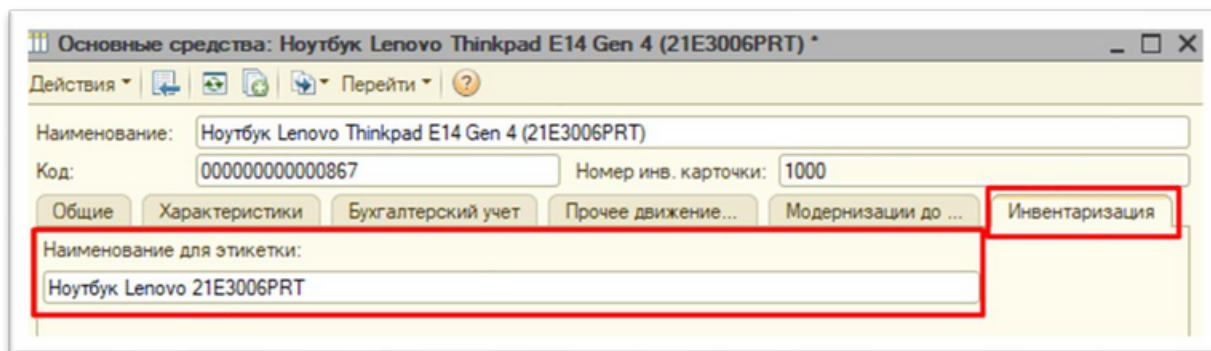 Основные средства: Ноутбук Lenovo Thinkpad E14 Gen 4 (21E3006PRT) *
Действия Перейти ?
Наименование: Ноутбук Lenovo Thinkpad E14 Gen 4 (21E3006PRT)
Код: 000000000000867 Номер инв. карточки: 1000
Общие Характеристики Бухгалтерский учет Прочее движение... Модернизации до ... Инвентаризация
Наименование для этикетки:
Ноутбук Lenovo 21E3006PRT